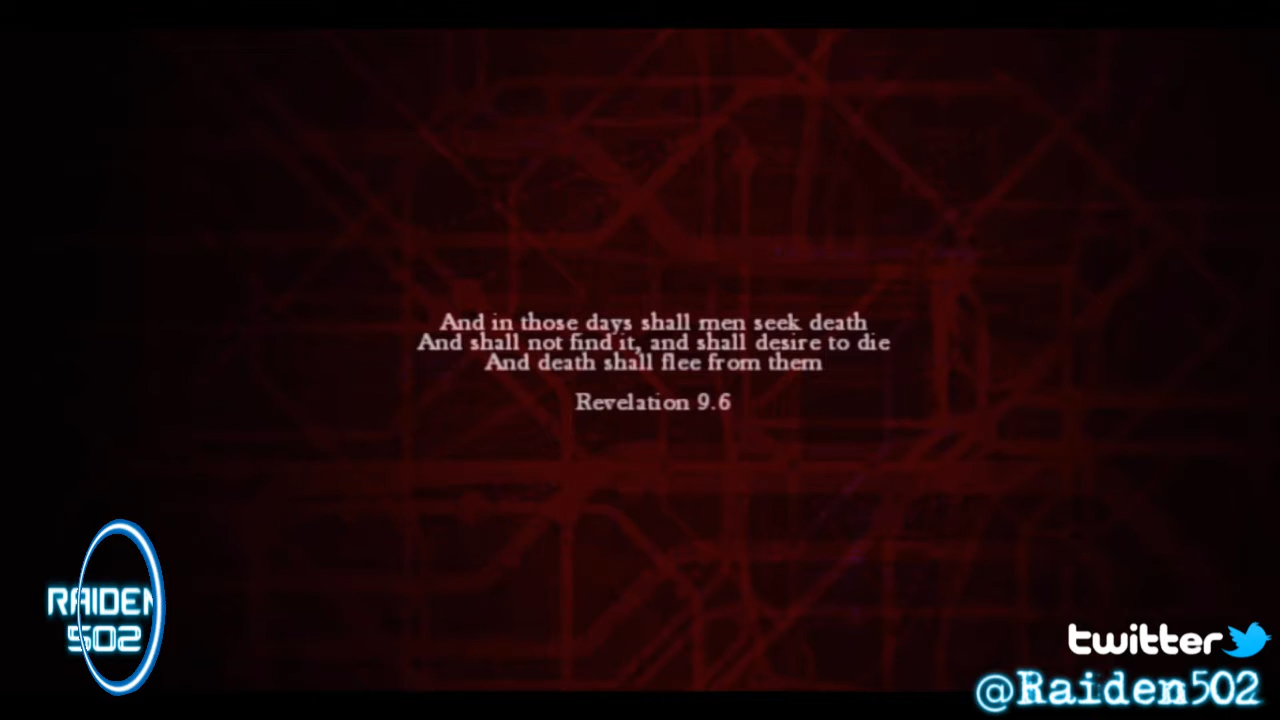 And in those days shall men seek death
And shall not find it, and shall desire to die
And death shall flee from them
Revelation 9.6
RAIDEN
502
twitter
@Raiden502